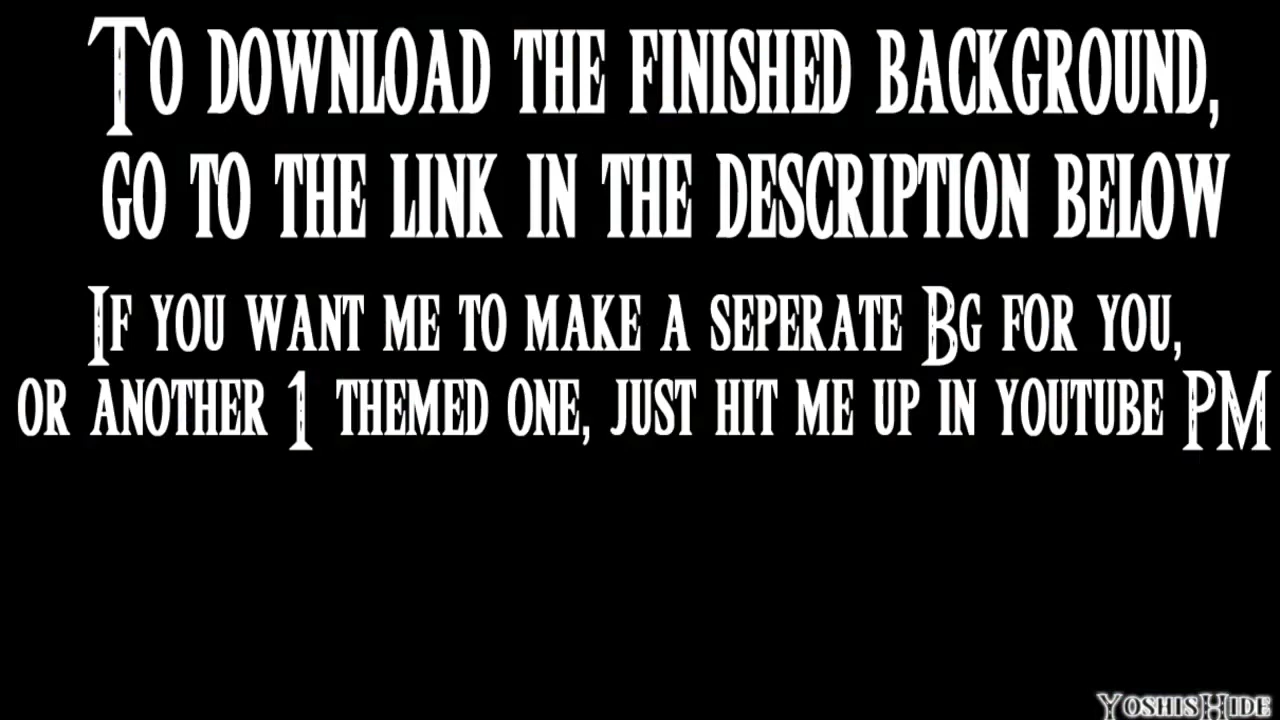 To download the finished background,
go to the link in the description below
If you want me to make a seperate Bg for you,
or another 1 themed one, just hit me up in youtube PM
YoshisHide